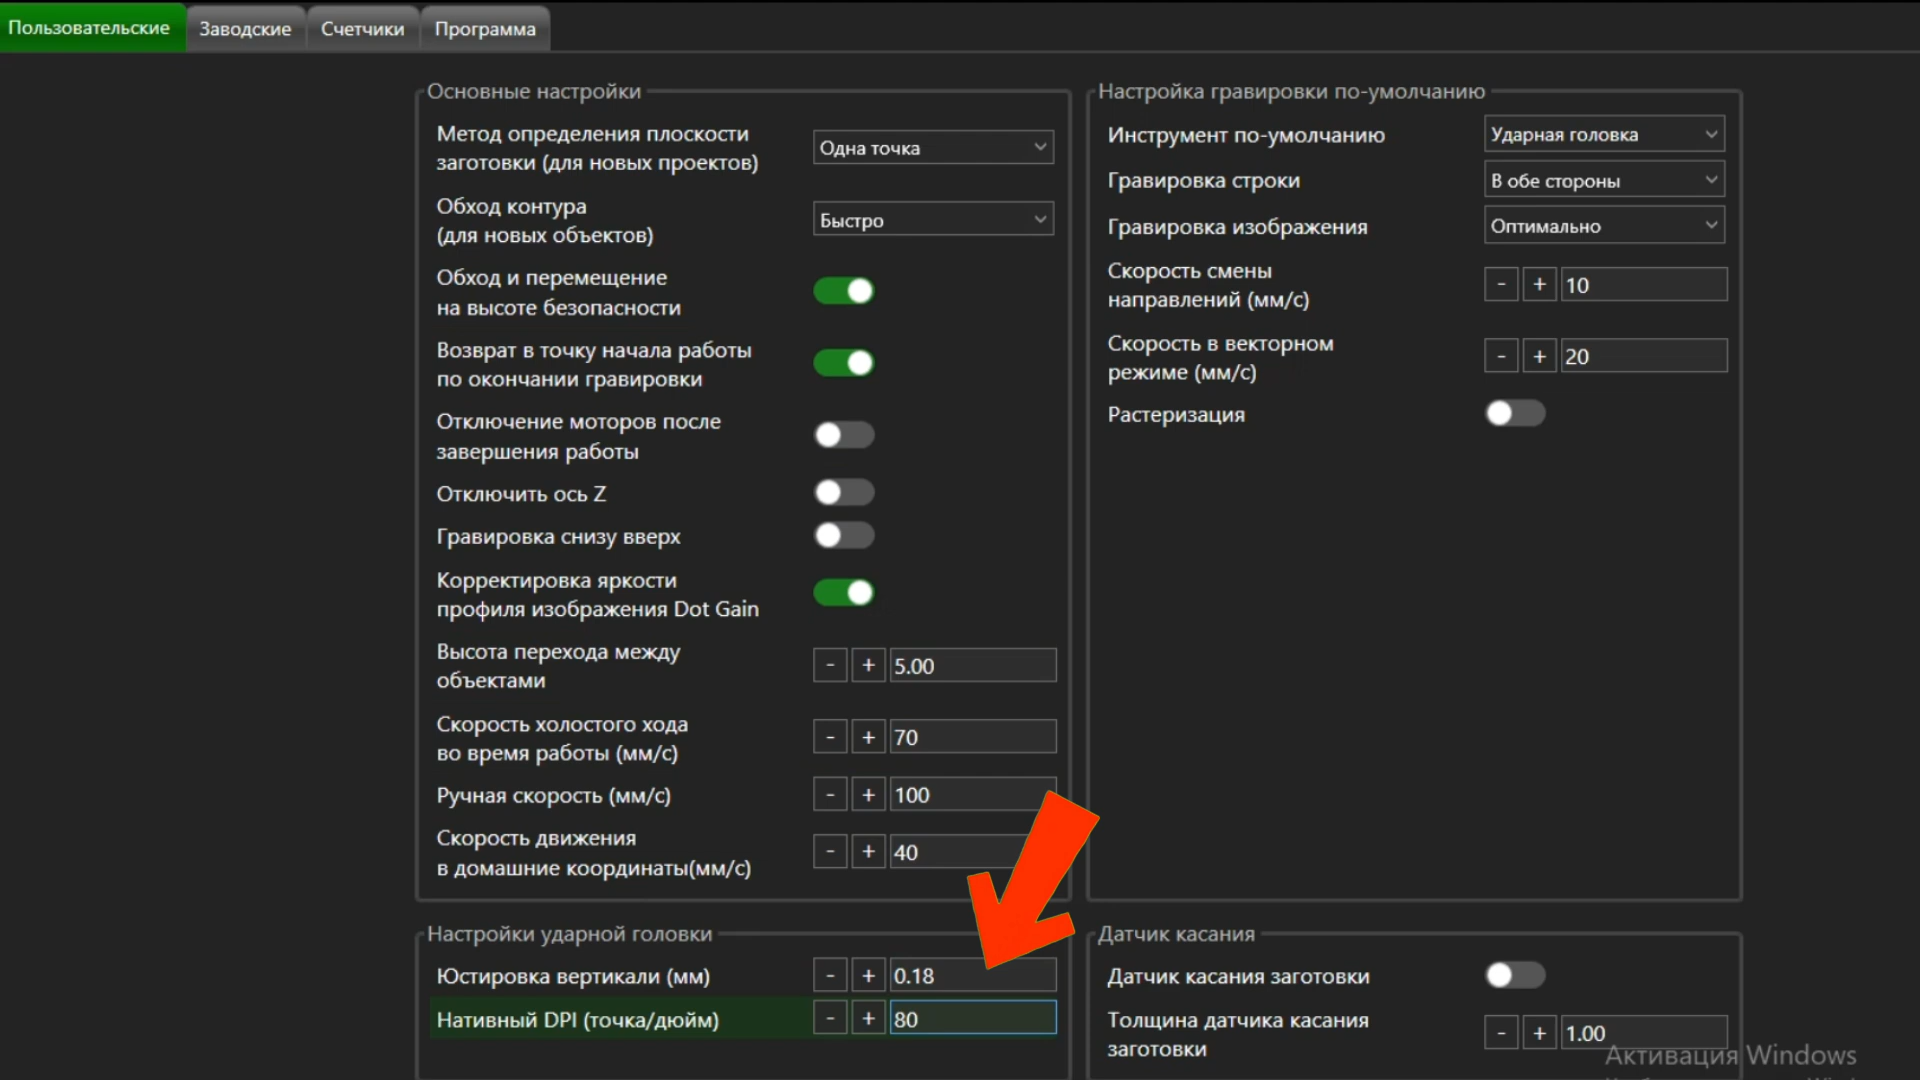 Пользовательские
Заводские
Счетчики
Программа
Основные настройки
Метод определения плоскости
заготовки (для новых проектов)
Одна точка
Обход контура
(для новых объектов)
Быстро
Обход и перемещение
на высоте безопасности
Возврат в точку начала работы
по окончании гравировки
Отключение моторов после
завершения работы
Отключить ось Z
Гравировка снизу вверх
Корректировка яркости
профиля изображения Dot Gain
Высота перехода между
объектами
- + 5.00
Скорость холостого хода
во время работы (мм/с)
- + 70
Ручная скорость (мм/с)
- + 100
Скорость движения
в домашние координаты(мм/с)
- + 40
Настройка гравировки по-умолчанию
Инструмент по-умолчанию
Ударная головка
Гравировка строки
В обе стороны
Гравировка изображения
Оптимально
Скорость смены
направлений (мм/с)
- + 10
Скорость в векторном
режиме (мм/с)
- + 20
Растеризация
Настройки ударной головки
Юстировка вертикали (мм)
- + 0.18
Нативный DPI (точка/дюйм)
- + 80
Датчик касания
Датчик касания заготовки
Толщина датчика касания
заготовки
- + 1.00
Активация Windows